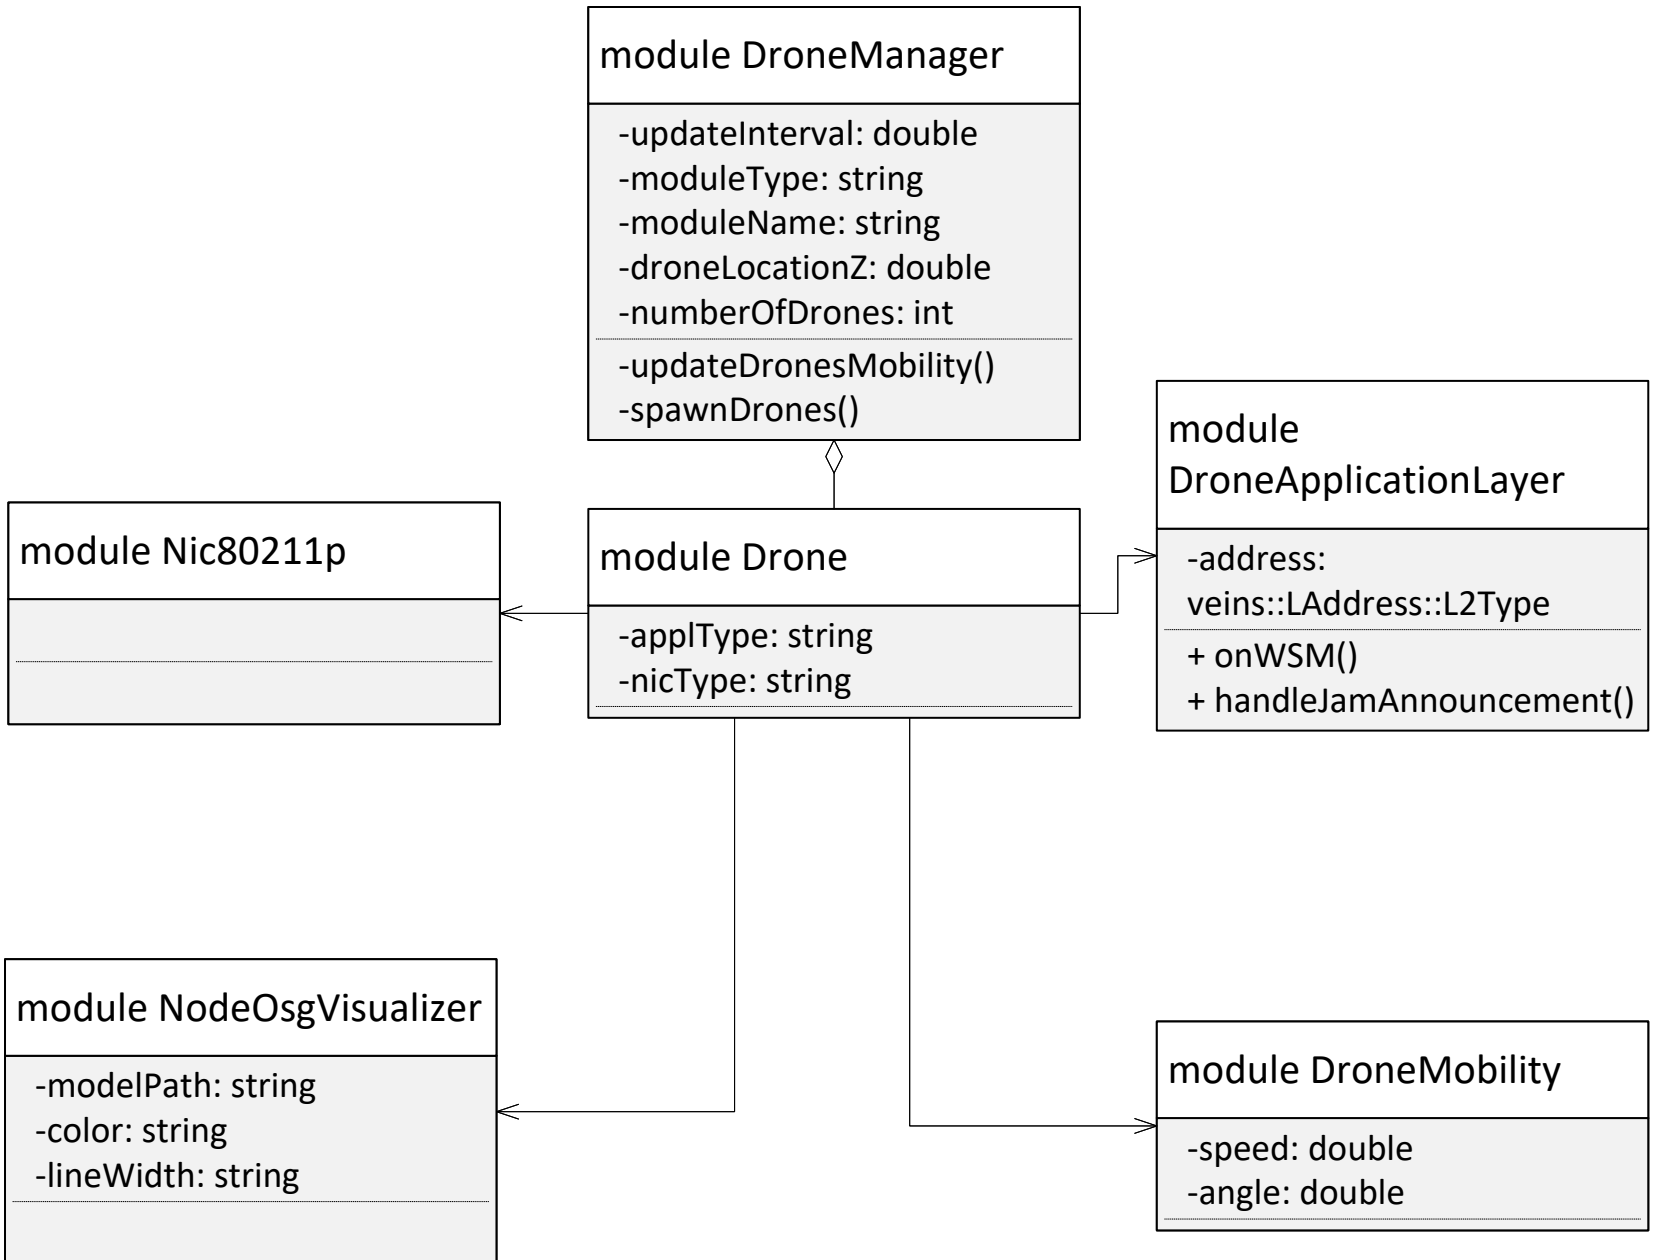 module DroneManager
-updateInterval: double
-moduleType: string
-moduleName: string
-droneLocationZ: double
-numberOfDrones: int
-updateDronesMobility()
-spawnDrones()
module
DroneApplicationLayer
-address:
veins::LAddress::L2Type
+ onWSM()
+ handleJamAnnouncement()
module Nic80211p
module Drone
-applType: string
-nicType: string
module NodeOsgVisualizer
-modelPath: string
-color: string
-lineWidth: string
module DroneMobility
-speed: double
-angle: double